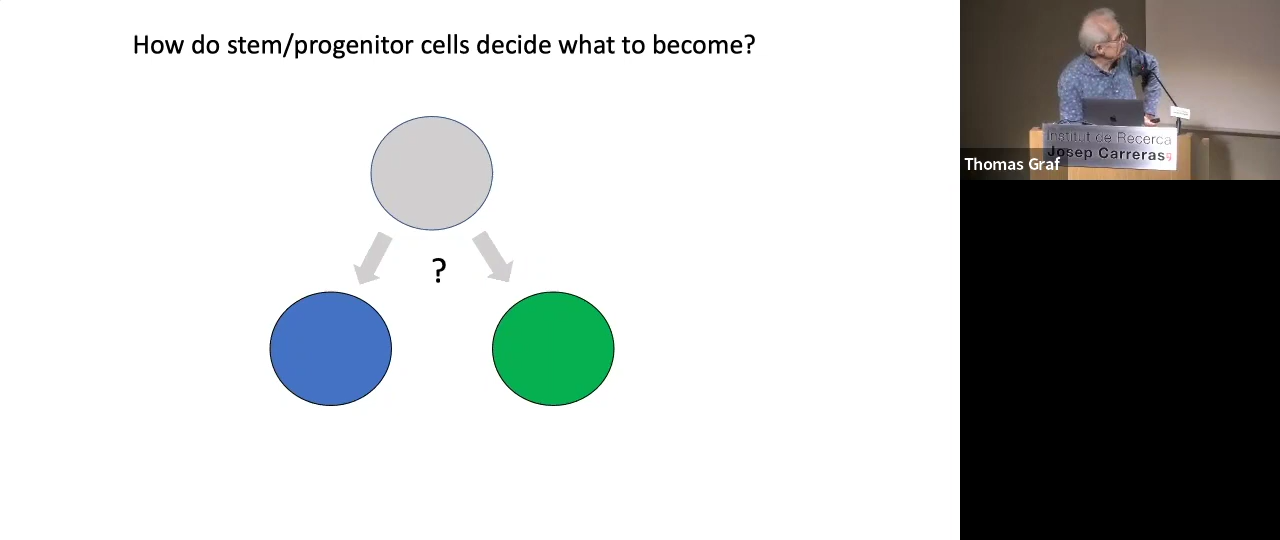 How do stem/progenitor cells decide what to become?
?
Institut de Recerca
Josep Carreras
Thomas Graf